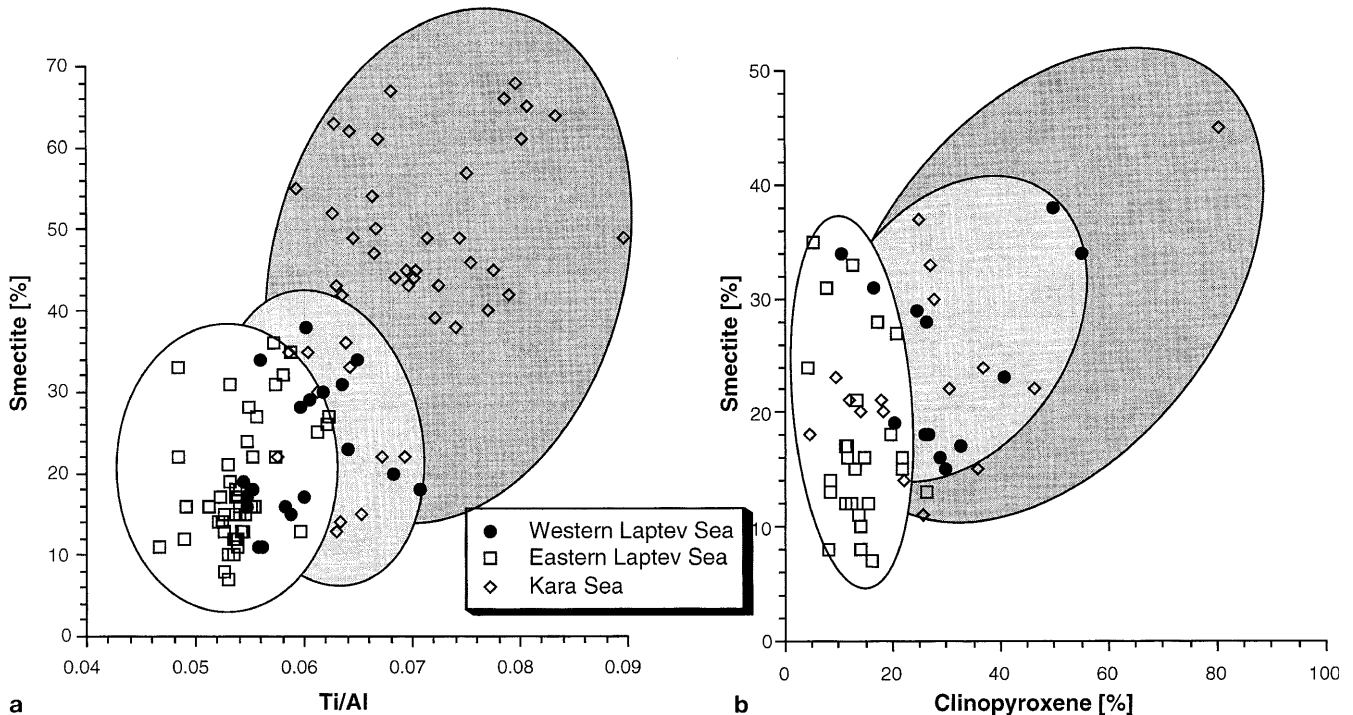 70
60
50
40
30
20
10
0
Smectite [%]
0.04 0.05 0.06 0.07 0.08 0.09
Ti/Al
a
Western Laptev Sea
Eastern Laptev Sea
Kara Sea
50
40
30
20
10
0
Smectite [%]
0 20 40 60 80 100
Clinopyroxene [%]
b